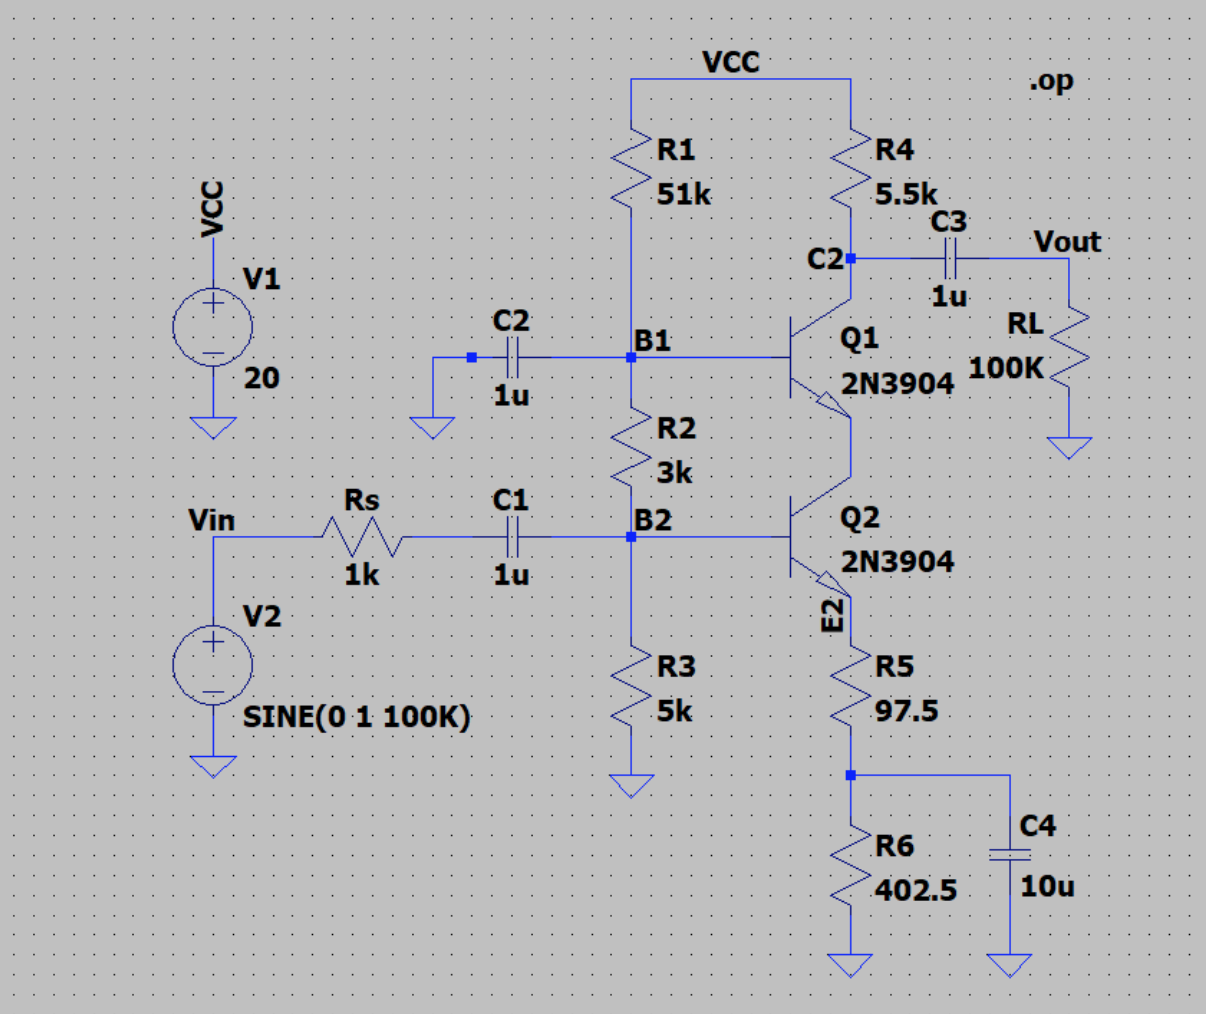 VCC
.op
R1
51k
R4
5.5k
VCC
C3
C2
Vout
1u
V1
20
C2
1u
B1
Q1
2N3904
RL
100K
R2
3k
Rs
1k
C1
1u
B2
Vin
Q2
2N3904
E2
V2
SINE(0 1 100K)
R3
5k
R5
97.5
R6
402.5
C4
10u